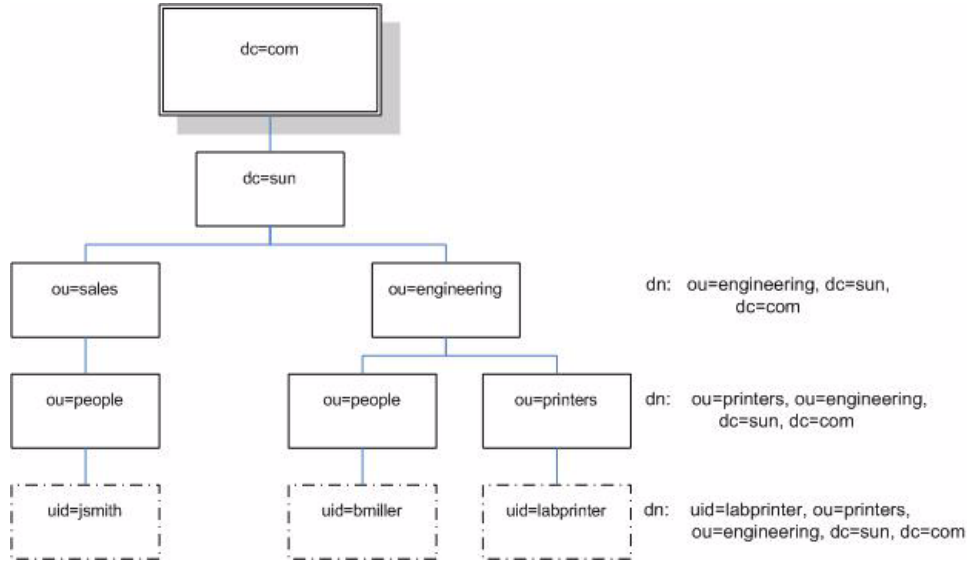 dc=com
dc=sun
ou=sales
ou=engineering
dn: ou=engineering, dc=sun,
dc=com
ou=people
ou=people
ou=printers
dn: ou=printers, ou=engineering,
dc=sun, dc=com
uid=jsmith
uid=bmiller
uid=labprinter
dn: uid=labprinter, ou=printers,
ou=engineering, dc=sun, dc=com